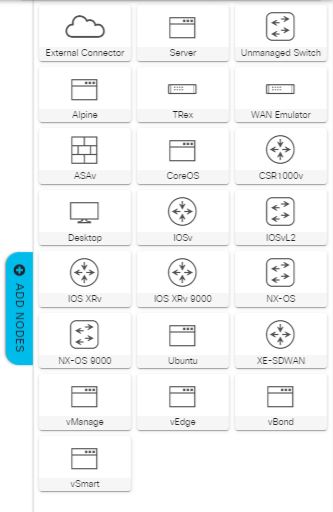 External Connector
Server
Unmanaged Switch
Alpine
TRex
WAN Emulator
ASAv
CoreOS
CSR1000v
Desktop
IOSv
IOSvL2
ADD NODES
IOS XRv
IOS XRv 9000
NX-OS
NX-OS 9000
Ubuntu
XE-SDWAN
vManage
vEdge
vBond
vSmart